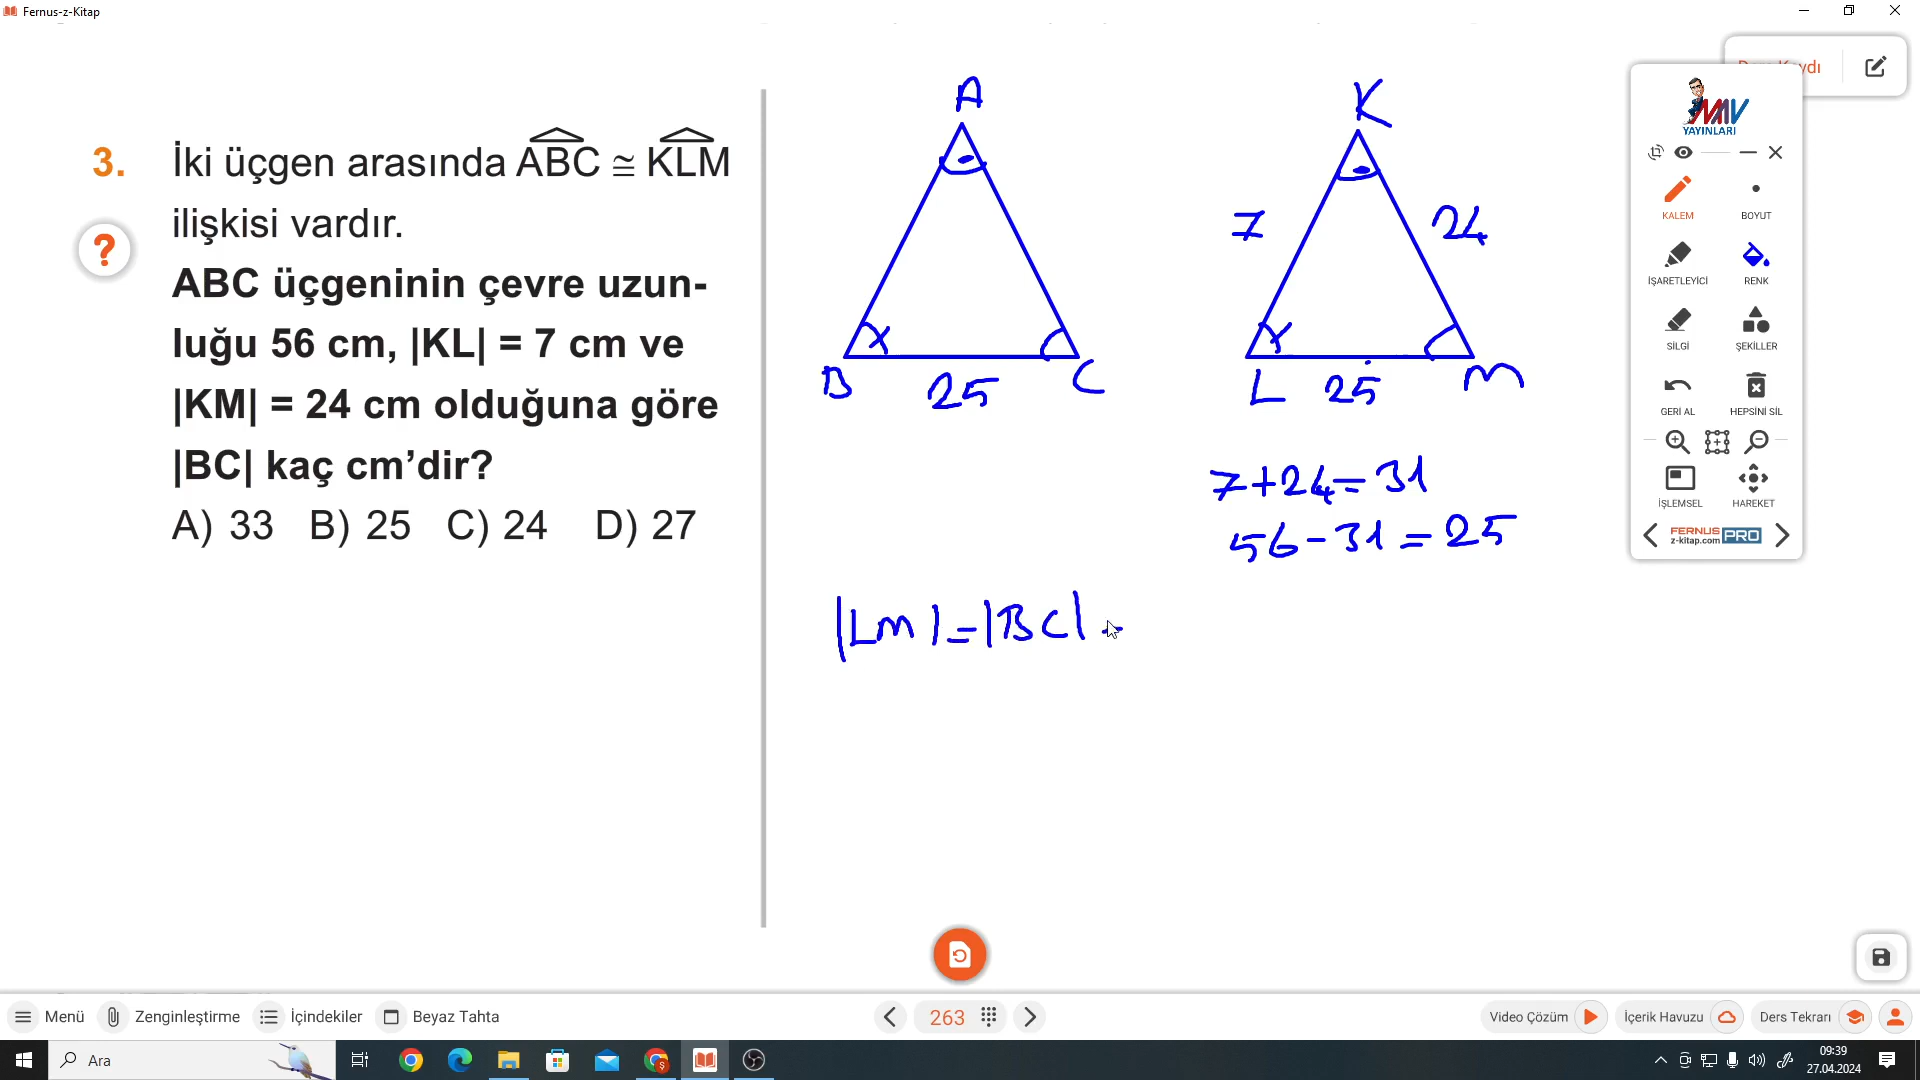 Fernus-z-Kitap
3. İki üçgen arasında ABC ≅ KLM
ilişkisi vardır.
?
ABC üçgeninin çevre uzun-
luğu 56 cm, |KL| = 7 cm ve
|KM| = 24 cm olduğuna göre
|BC| kaç cm'dir?
A) 33 B) 25 C) 24 D) 27
A
x
B
25
C
K
7
24
x
L
25
M
7+24=31
56-31=25
|LM|=|BC|
MMV
YAYINLARI
KALEM BOYUT
İŞARETLEYİCİ RENK
SİLGİ ŞEKİLLER
GERİ AL HEPSİNİ SİL
İŞLEMSEL HAREKET
FERNUS
z-kitap.com PRO
Menü Zenginleştirme İçindekiler Beyaz Tahta 263 Video Çözüm İçerik Havuzu Ders Tekrarı
Ara
09:39
27.04.2024